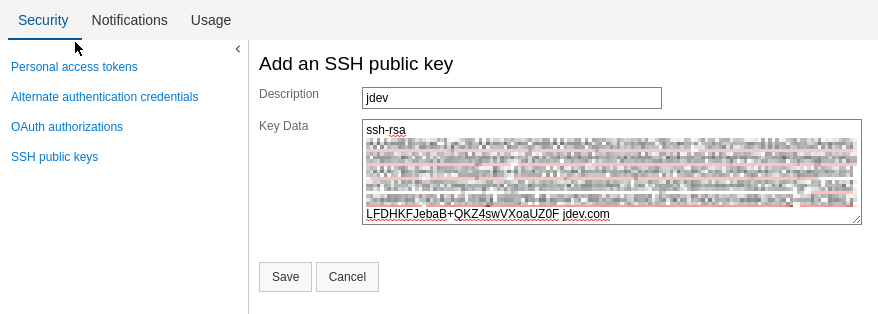 Security Notifications Usage
Personal access tokens
Alternate authentication credentials
OAuth authorizations
SSH public keys
Add an SSH public key
Description
jdev
Key Data
ssh-rsa
LFDHKFJebaB+QKZ4swVXoaUZ0F jdev.com
Save Cancel